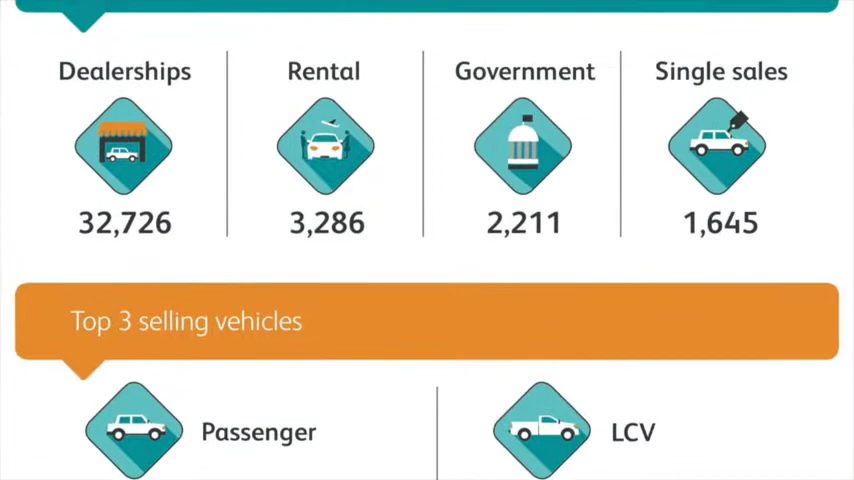 Dealerships Rental Government Single sales
32,726 3,286 2,211 1,645
Top 3 selling vehicles
Passenger LCV